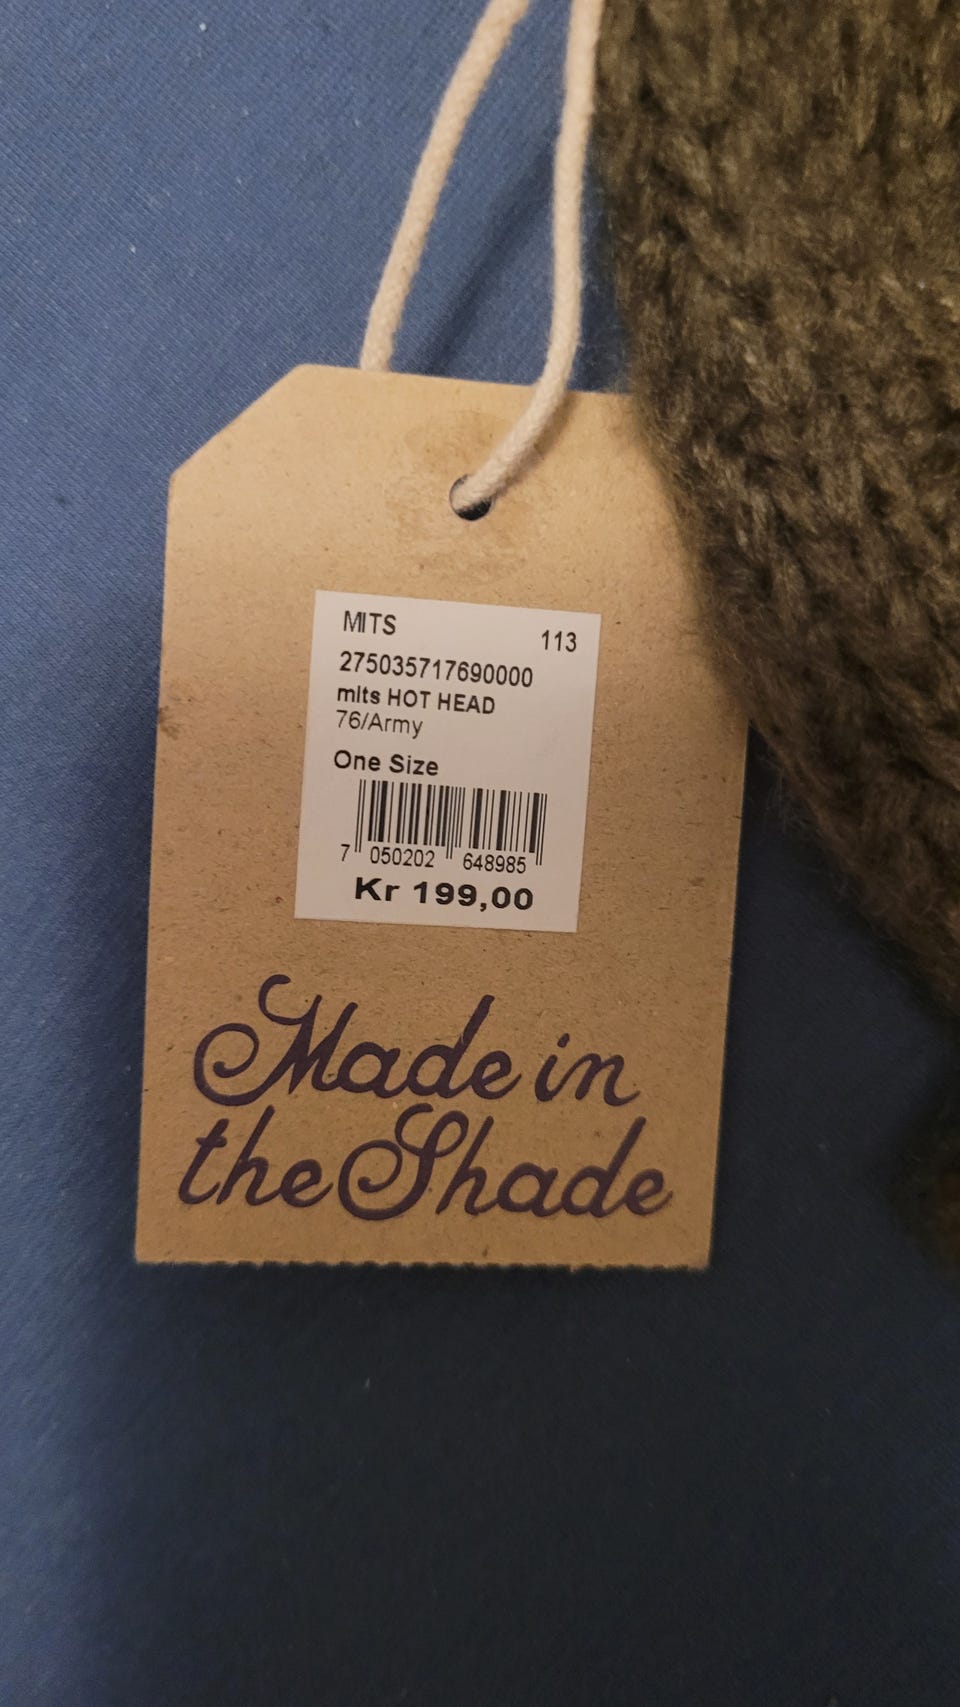 MITS 113
275035717690000
mits HOT HEAD
76/Army
One Size
7 050202 648985
Kr 199,00
Made in
the Shade